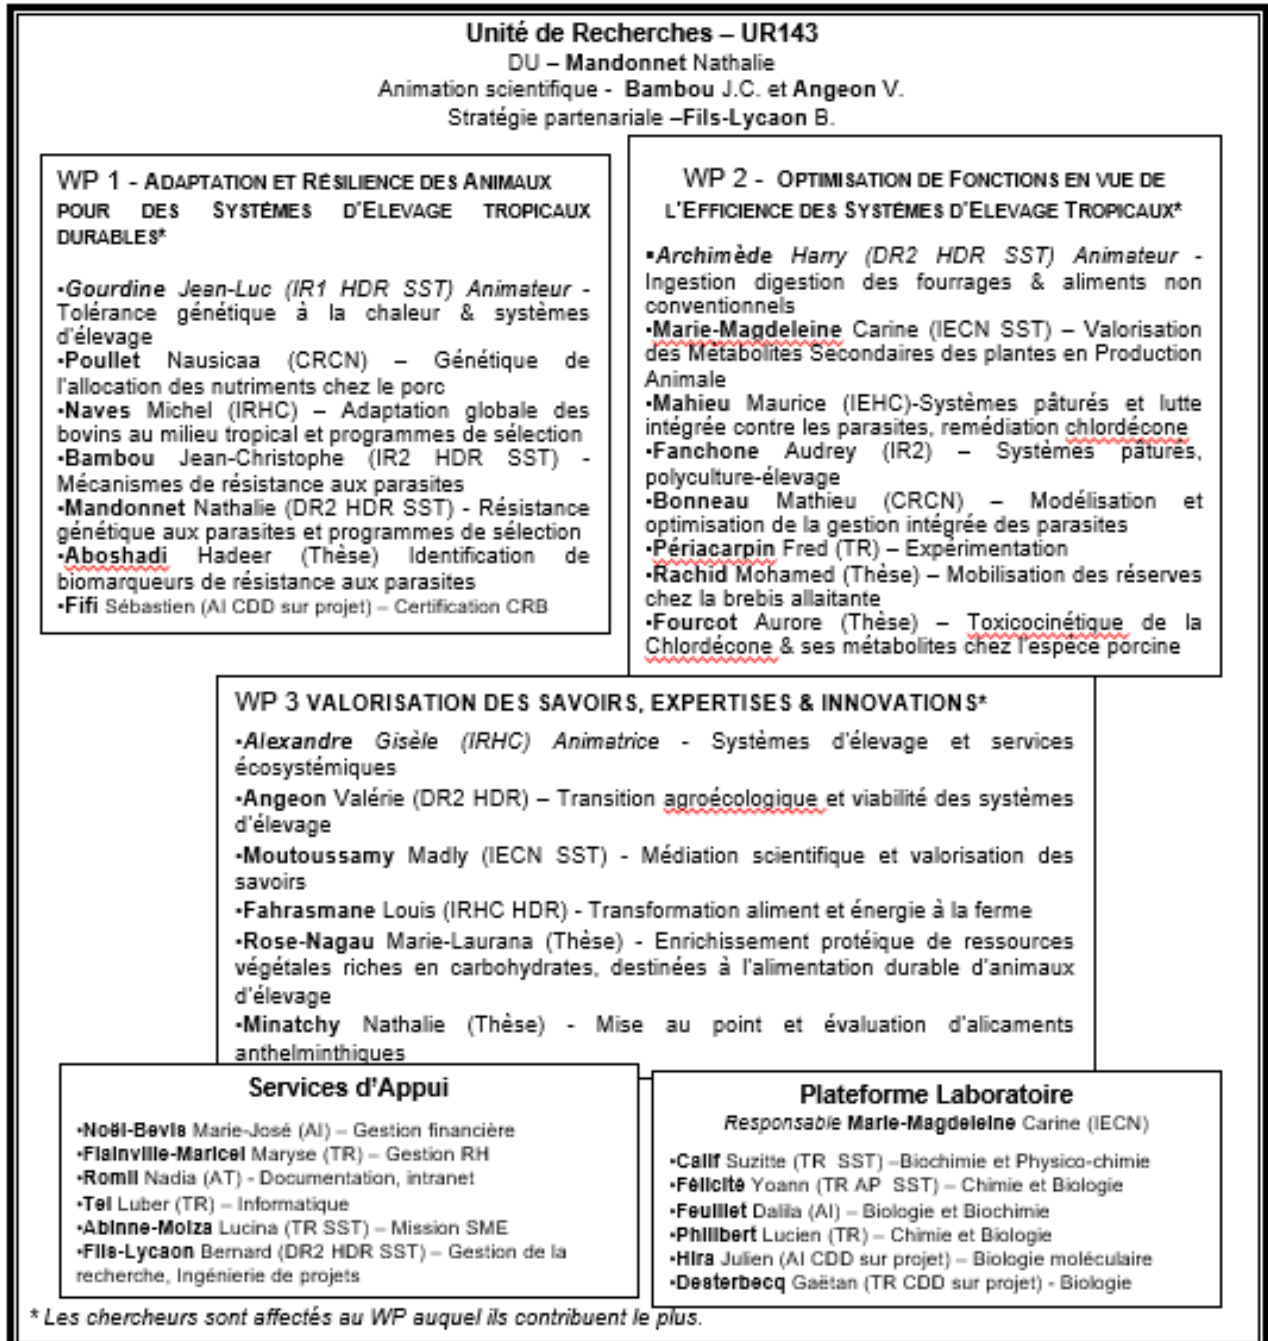 Unité de Recherches – UR143
DU – Mandonnet Nathalie
Animation scientifique - Bambou J.C. et Angeon V.
Stratégie partenariale –Fils-Lycaon B.
WP 1 - ADAPTATION ET RÉSILIENCE DES ANIMAUX
POUR DES SYSTÈMES D'ELEVAGE TROPICAUX
DURABLES*
▪Gourdine Jean-Luc (IR1 HDR SST) Animateur -
Tolérance génétique à la chaleur & systèmes
d'élevage
▪Poullet Nausicaa (CRCN) – Génétique de
l'allocation des nutriments chez le porc
▪Naves Michel (IRHC) – Adaptation globale des
bovins au milieu tropical et programmes de sélection
▪Bambou Jean-Christophe (IR2 HDR SST) -
Mécanismes de résistance aux parasites
▪Mandonnet Nathalie (DR2 HDR SST) - Résistance
génétique aux parasites et programmes de sélection
▪Aboshadi Hadeer (Thèse) Identification de
biomarqueurs de résistance aux parasites
▪Fifi Sébastien (AI CDD sur projet) – Certification CRB
WP 2 - OPTIMISATION DE FONCTIONS EN VUE DE
L'EFFICIENCE DES SYSTÈMES D'ELEVAGE TROPICAUX*
▪Archimède Harry (DR2 HDR SST) Animateur -
Ingestion digestion des fourrages & aliments non
conventionnels
▪Marie-Magdeleine Carine (IECN SST) – Valorisation
des Métabolites Secondaires des plantes en Production
Animale
▪Mahieu Maurice (IEHC)-Systèmes pâturés et lutte
intégrée contre les parasites, remédiation chlordécone
▪Fanchone Audrey (IR2) – Systèmes pâturés,
polyculture-élevage
▪Bonneau Mathieu (CRCN) – Modélisation et
optimisation de la gestion intégrée des parasites
▪Périacarpin Fred (TR) – Expérimentation
▪Rachid Mohamed (Thèse) – Mobilisation des réserves
chez la brebis allaitante
▪Fourcot Aurore (Thèse) – Toxicocinétique de la
Chlordécone & ses métabolites chez l'espèce porcine
WP 3 VALORISATION DES SAVOIRS, EXPERTISES & INNOVATIONS*
▪Alexandre Gisèle (IRHC) Animatrice - Systèmes d'élevage et services
écosystémiques
▪Angeon Valérie (DR2 HDR) – Transition agroécologique et viabilité des systèmes
d'élevage
▪Moutoussamy Madly (IECN SST) - Médiation scientifique et valorisation des
savoirs
▪Fahrasmane Louis (IRHC HDR) - Transformation aliment et énergie à la ferme
▪Rose-Nagau Marie-Laurana (Thèse) - Enrichissement protéique de ressources
végétales riches en carbohydrates, destinées à l'alimentation durable d'animaux
d'élevage
▪Minatchy Nathalie (Thèse) - Mise au point et évaluation d'alicaments
anthelminthiques
Services d'Appui
▪Noël-Bevis Marie-José (AI) – Gestion financière
▪Flainville-Maricel Maryse (TR) – Gestion RH
▪Romil Nadia (AT) - Documentation, intranet
▪Tel Luber (TR) – Informatique
▪Abinne-Moiza Lucina (TR SST) – Mission SME
▪Fils-Lycaon Bernard (DR2 HDR SST) – Gestion de la
recherche, Ingénierie de projets
Plateforme Laboratoire
Responsable Marie-Magdeleine Carine (IECN)
▪Calif Suzitte (TR SST) –Biochimie et Physico-chimie
▪Félicité Yoann (TR AP SST) – Chimie et Biologie
▪Feuillet Dalila (AI) – Biologie et Biochimie
▪Philibert Lucien (TR) – Chimie et Biologie
▪Hira Julien (AI CDD sur projet) – Biologie moléculaire
▪Desterbecq Gaëtan (TR CDD sur projet) - Biologie
* Les chercheurs sont affectés au WP auquel ils contribuent le plus.